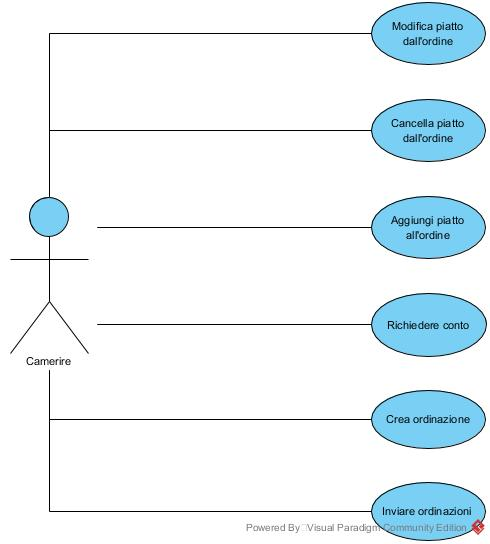 Modifica piatto
dall'ordine
Cancella piatto
dall'ordine
Aggiungi piatto
all'ordine
Richiedere conto
Camerire
Crea ordinazione
Inviare ordinazioni
Powered By Visual Paradigm Community Edition